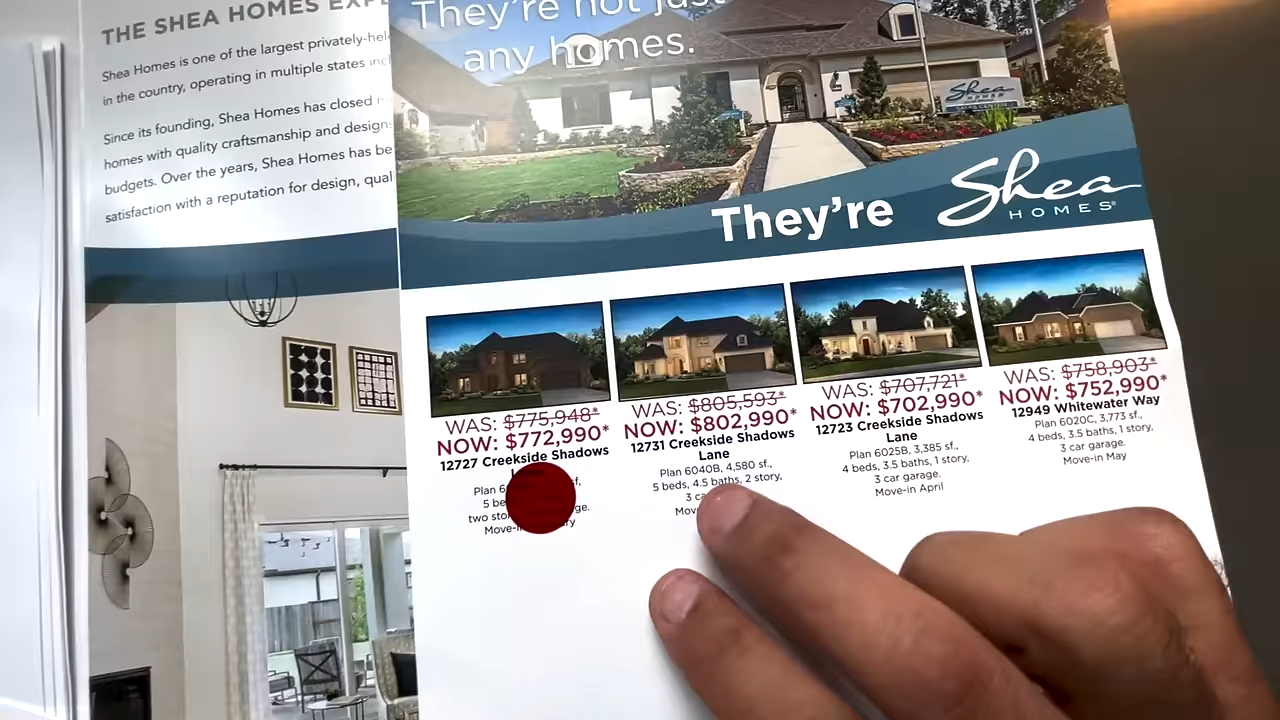 THE SHEA HOMES
Shea Homes is one of the largest privately-
in the country, operating in multiple states
Since its founding, Shea Homes has closed
homes with quality craftsmanship and
budgets. Over the years, Shea Homes has
satisfaction with a reputation for design,
They're not just
any homes.
Shea
HOMES
SALES CENTER
They're
Shea
HOMES®
WAS: $775,948*
NOW: $772,990*
12727 Creekside Shadows
Plan
two
WAS: $805,593*
NOW: $802,990*
12731 Creekside Shadows
Lane
Plan 6040B, 4,580 sf.,
5 beds, 4.5 baths, 2 story,
3
WAS: $707,721*
NOW: $702,990*
12723 Creekside Shadows
Lane
Plan 6025B, 3,385 sf.,
4 beds, 3.5 baths, 1 story,
3 car garage.
Move-in April
WAS: $758,903*
NOW: $752,990*
12949 Whitewater Way
Plan 6020C, 3,773 sf.,
4 beds, 3.5 baths, 1 story,
3 car garage.
Move-in May